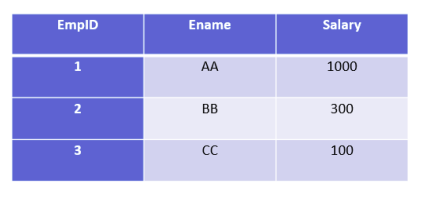 EmpID Ename Salary
1 AA 1000
2 BB 300
3 CC 100